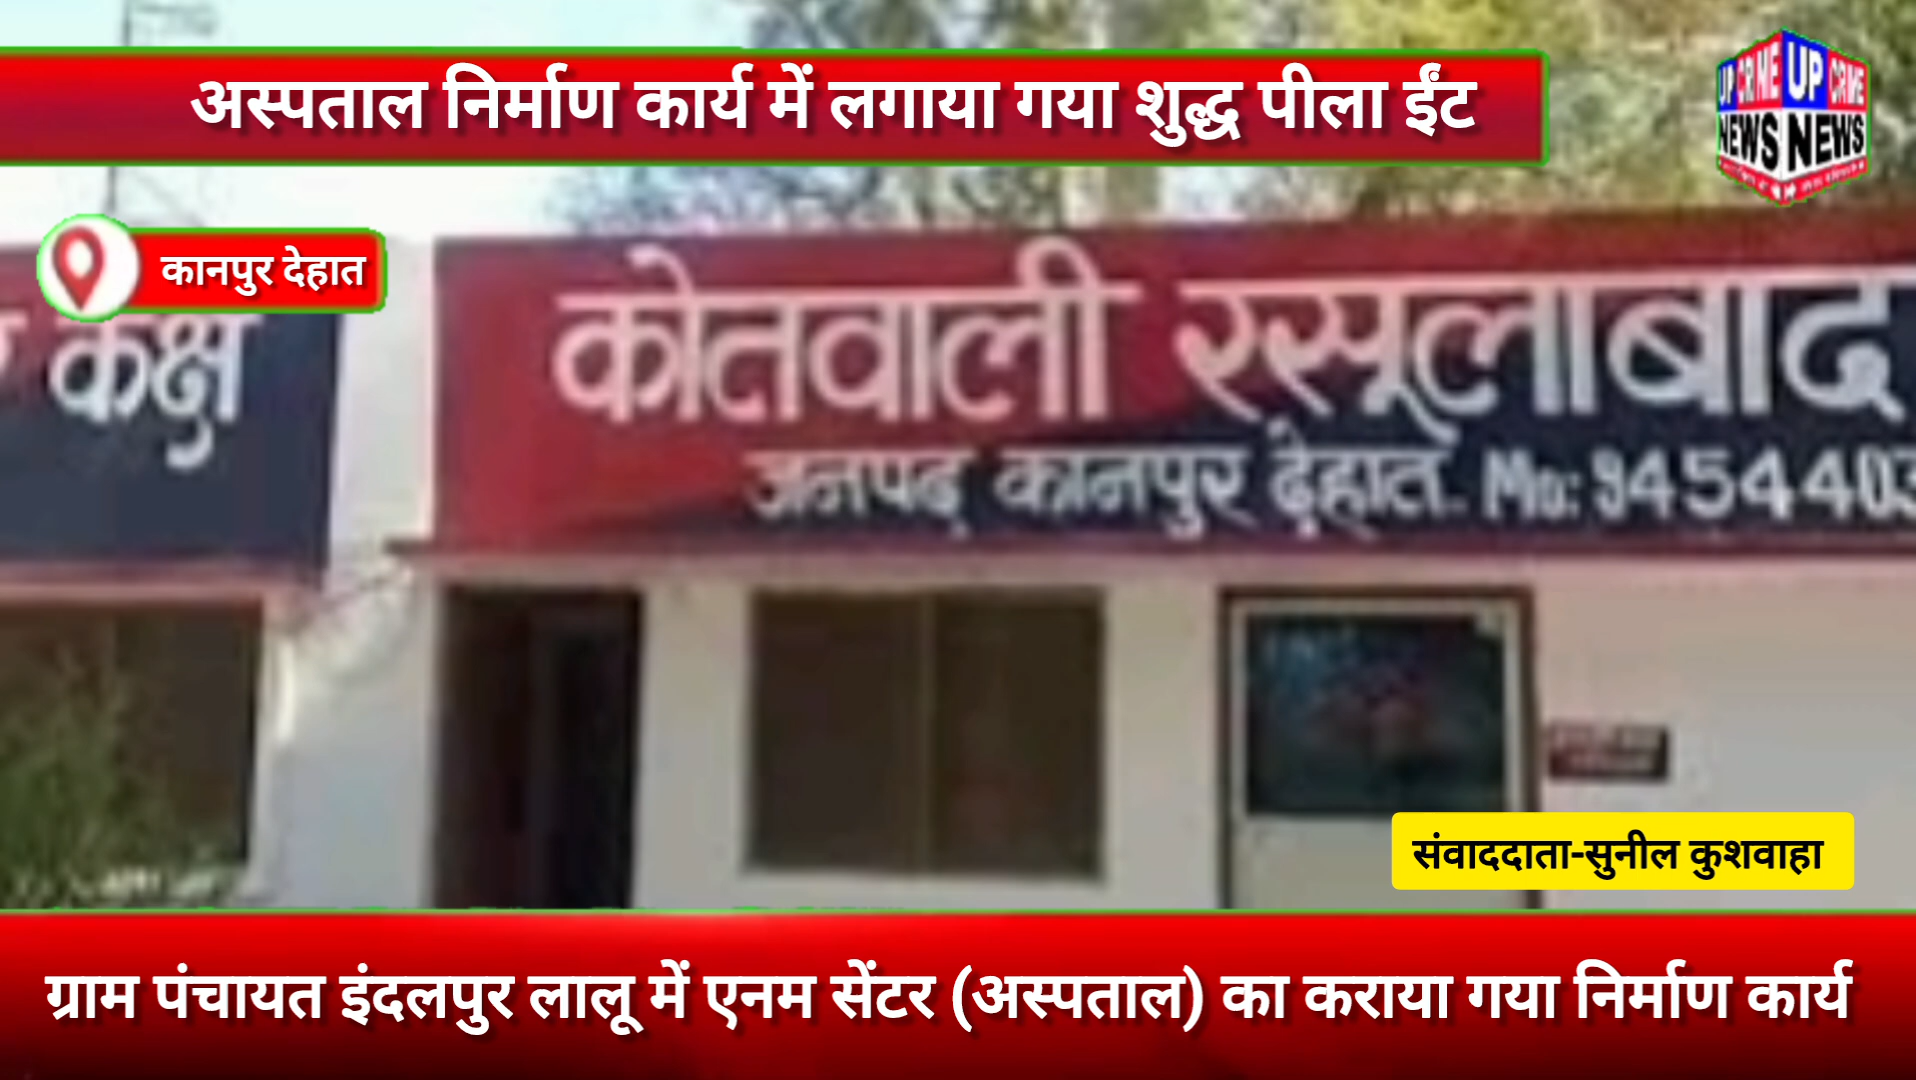 अस्पताल निर्माण कार्य में लगाया गया शुद्ध पीला ईंट
UP CRIME UP CRIME
NEWS NEWS
कानपुर देहात
कक्ष
कोतवाली रसूलाबाद
जनपद कानपुर देहात. Mo: 9454403
संवाददाता-सुनील कुशवाहा
ग्राम पंचायत इंदलपुर लालू में एनम सेंटर (अस्पताल) का कराया गया निर्माण कार्य